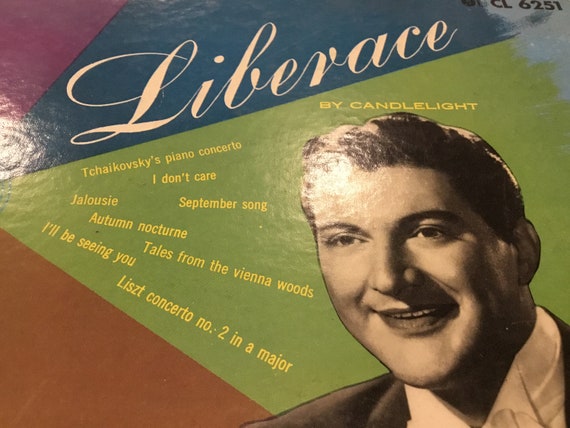 CL 6251
Liberace
BY CANDLELIGHT
Tchaikovsky's piano concerto
I don't care
Jalousie
September song
Autumn nocturne
I'll be seeing you
Tales from the vienna woods
Liszt concerto no. 2 in a major